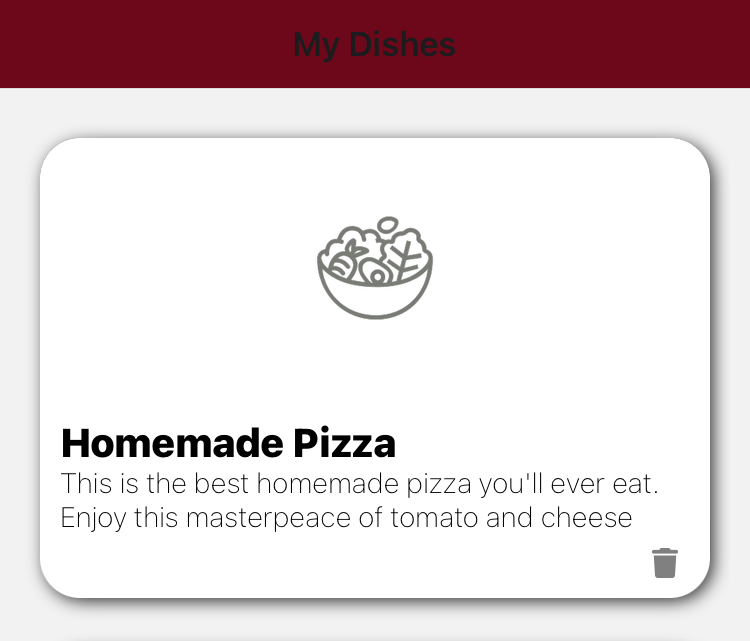 My Dishes
Homemade Pizza
This is the best homemade pizza you'll ever eat.
Enjoy this masterpeace of tomato and cheese